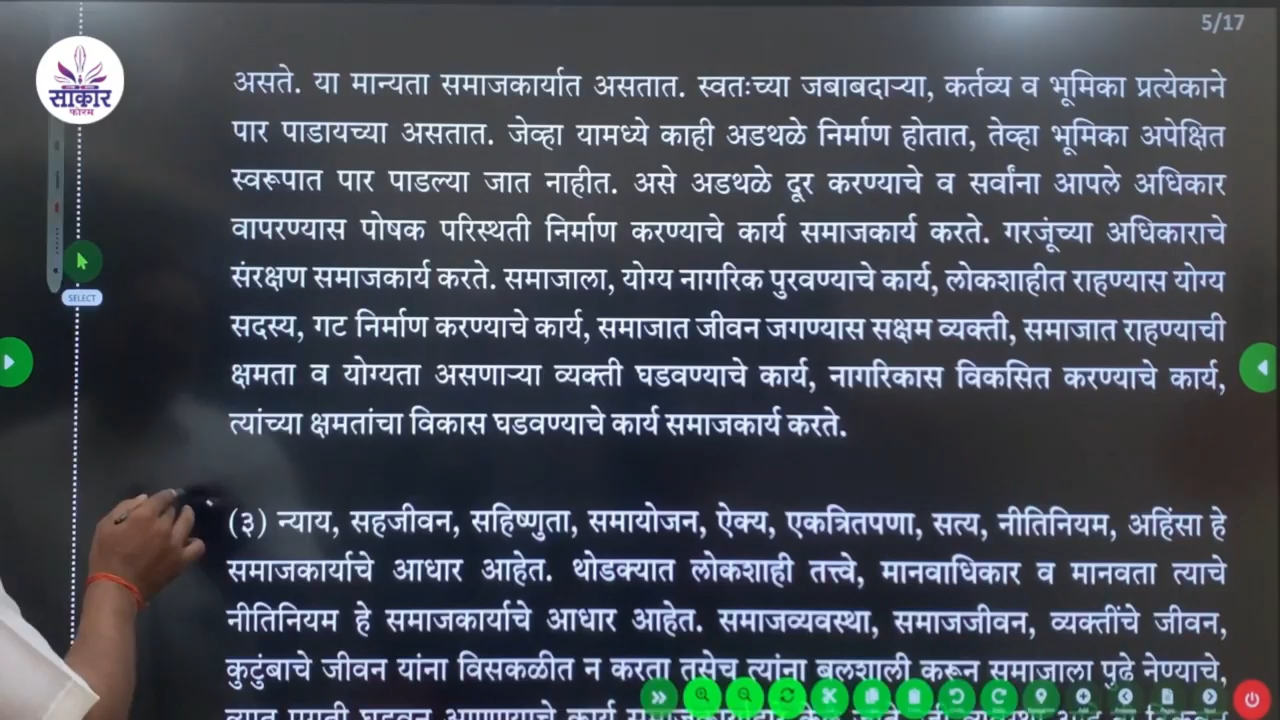 5/17
साकार
फोरम
असते. या मान्यता समाजकार्यात असतात. स्वतःच्या जबाबदाऱ्या, कर्तव्य व भूमिका प्रत्येकाने
पार पाडायच्या असतात. जेव्हा यामध्ये काही अडथळे निर्माण होतात, तेव्हा भूमिका अपेक्षित
स्वरूपात पार पाडल्या जात नाहीत. असे अडथळे दूर करण्याचे व सर्वांना आपले अधिकार
वापरण्यास पोषक परिस्थती निर्माण करण्याचे कार्य समाजकार्य करते. गरजूंच्या अधिकाराचे
संरक्षण समाजकार्य करते. समाजाला, योग्य नागरिक पुरवण्याचे कार्य, लोकशाहीत राहण्यास योग्य
SELECT
सदस्य, गट निर्माण करण्याचे कार्य, समाजात जीवन जगण्यास सक्षम व्यक्ती, समाजात राहण्याची
क्षमता व योग्यता असणाऱ्या व्यक्ती घडवण्याचे कार्य, नागरिकास विकसित करण्याचे कार्य,
त्यांच्या क्षमतांचा विकास घडवण्याचे कार्य समाजकार्य करते.
(३) न्याय, सहजीवन, सहिष्णुता, समायोजन, ऐक्य, एकत्रितपणा, सत्य, नीतिनियम, अहिंसा हे
समाजकार्याचे आधार आहेत. थोडक्यात लोकशाही तत्त्वे, मानवाधिकार व मानवता त्याचे
नीतिनियम हे समाजकार्याचे आधार आहेत. समाजव्यवस्था, समाजजीवन, व्यक्तींचे जीवन,
कुटुंबाचे जीवन यांना विसकळीत न करता तसेच त्यांना बलशाली करून समाजाला पुढे नेण्याचे,